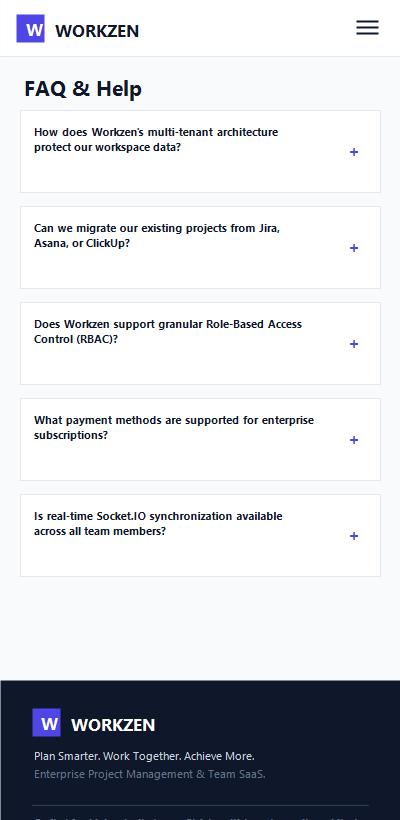 W WORKZEN
FAQ & Help
How does Workzen's multi-tenant architecture
protect our workspace data?
+
Can we migrate our existing projects from Jira,
Asana, or ClickUp?
+
Does Workzen support granular Role-Based Access
Control (RBAC)?
+
What payment methods are supported for enterprise
subscriptions?
+
Is real-time Socket.IO synchronization available
across all team members?
+
W WORKZEN
Plan Smarter. Work Together. Achieve More.
Enterprise Project Management & Team SaaS.